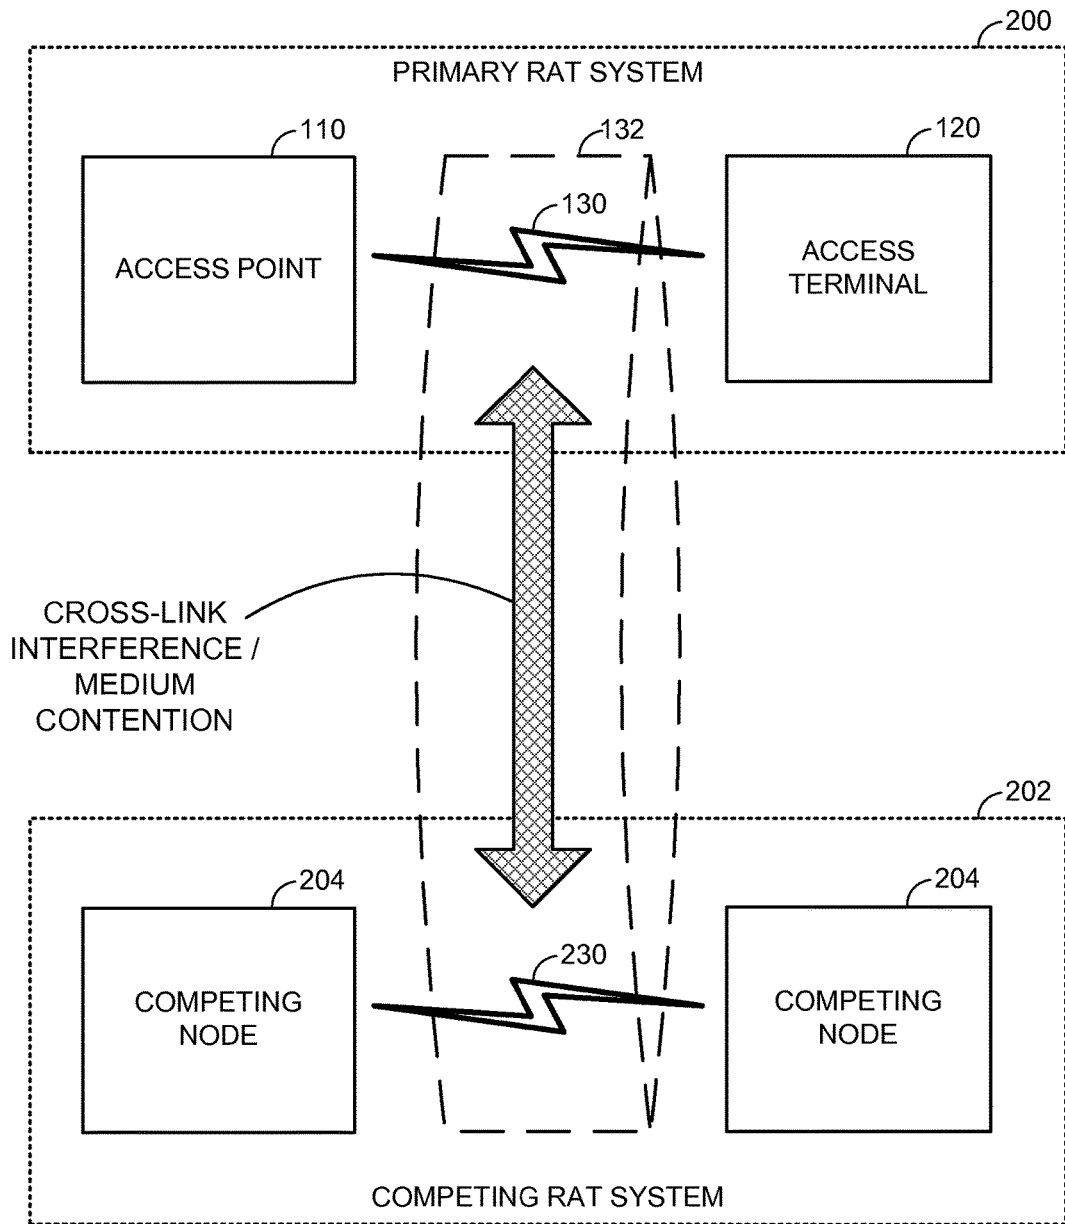 200
PRIMARY RAT SYSTEM
110
132
120
130
ACCESS POINT
ACCESS
TERMINAL
CROSS-LINK
INTERFERENCE /
MEDIUM
CONTENTION
202
204
204
230
COMPETING
NODE
COMPETING
NODE
COMPETING RAT SYSTEM